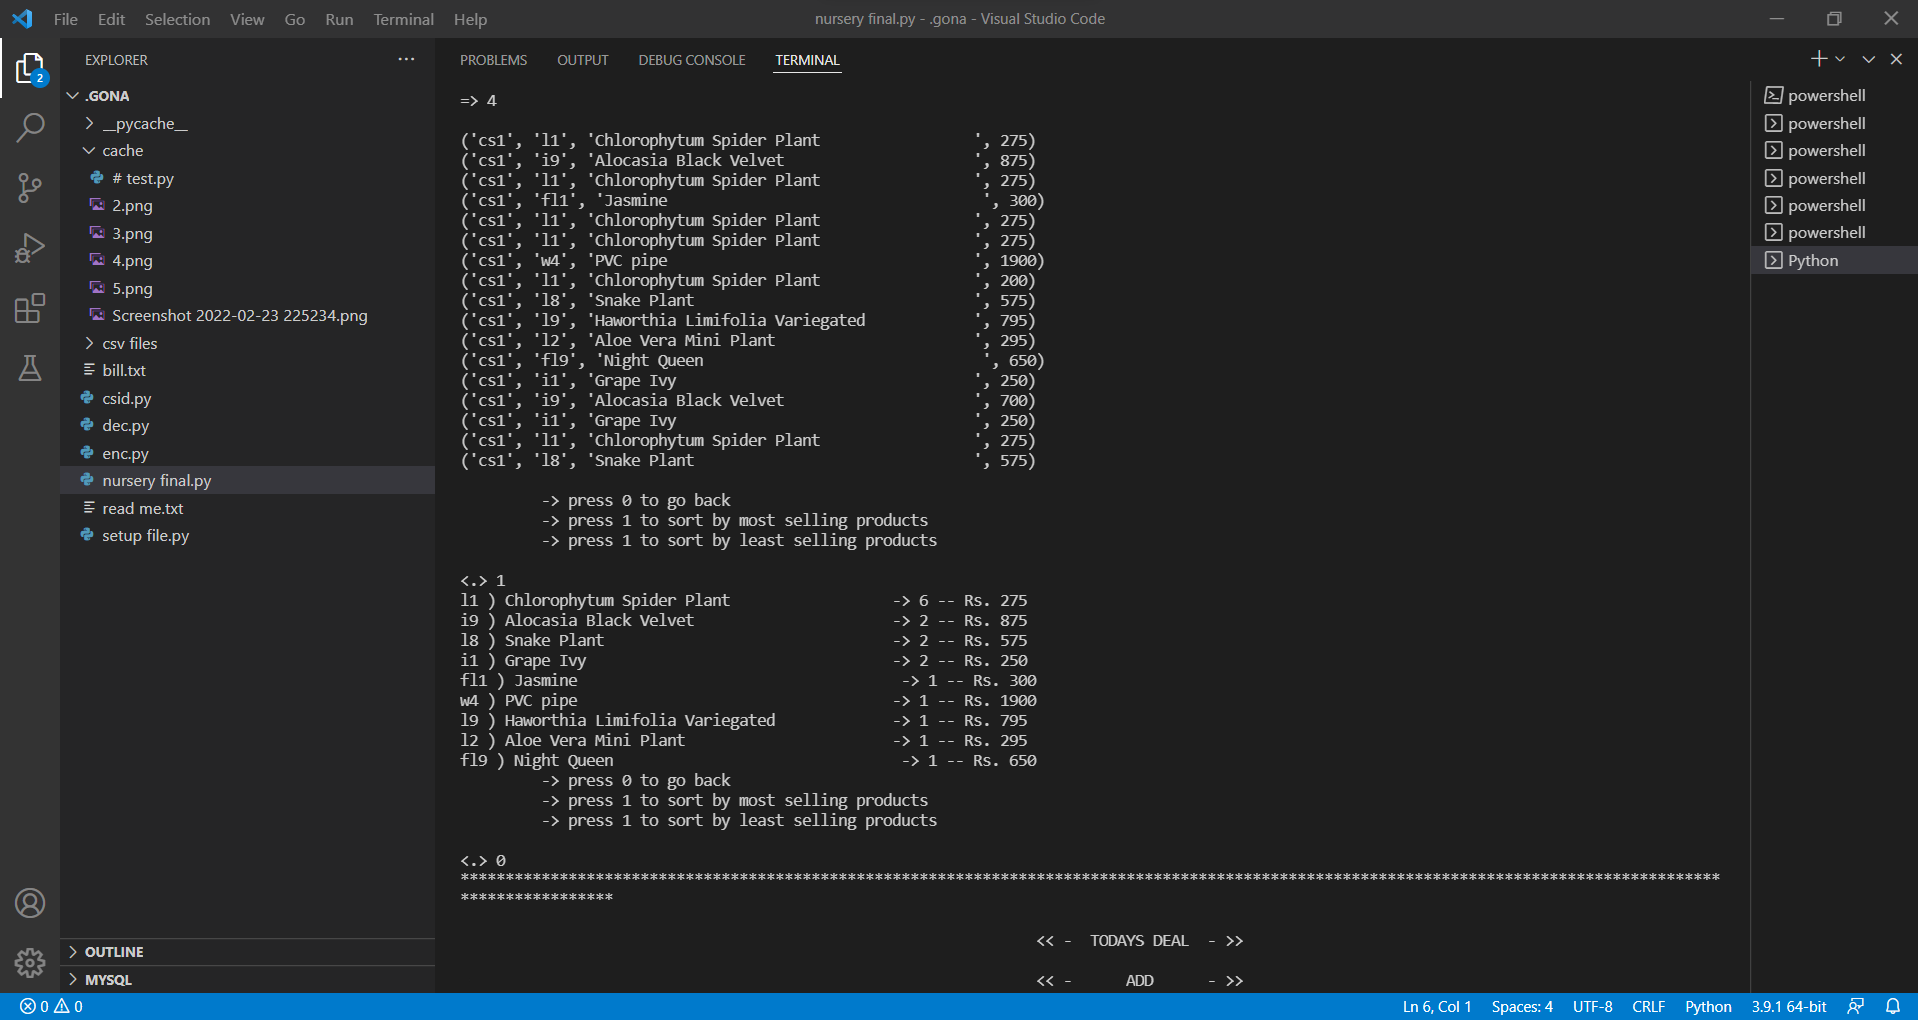 File Edit Selection View Go Run Terminal Help
nursery final.py - .gona - Visual Studio Code
2
EXPLORER
.GONA
__pycache__
cache
# test.py
2.png
3.png
4.png
5.png
Screenshot 2022-02-23 225234.png
csv files
bill.txt
csid.py
dec.py
enc.py
nursery final.py
read me.txt
setup file.py
OUTLINE
MYSQL
PROBLEMS OUTPUT DEBUG CONSOLE TERMINAL
=> 4
('cs1', 'l1', 'Chlorophytum Spider Plant                 ', 275)
('cs1', 'i9', 'Alocasia Black Velvet                     ', 875)
('cs1', 'l1', 'Chlorophytum Spider Plant                 ', 275)
('cs1', 'fl1', 'Jasmine                                   ', 300)
('cs1', 'l1', 'Chlorophytum Spider Plant                 ', 275)
('cs1', 'l1', 'Chlorophytum Spider Plant                 ', 275)
('cs1', 'w4', 'PVC pipe                                  ', 1900)
('cs1', 'l1', 'Chlorophytum Spider Plant                 ', 200)
('cs1', 'l8', 'Snake Plant                               ', 575)
('cs1', 'l9', 'Haworthia Limifolia Variegated            ', 795)
('cs1', 'l2', 'Aloe Vera Mini Plant                      ', 295)
('cs1', 'fl9', 'Night Queen                               ', 650)
('cs1', 'i1', 'Grape Ivy                                 ', 250)
('cs1', 'i9', 'Alocasia Black Velvet                     ', 700)
('cs1', 'i1', 'Grape Ivy                                 ', 250)
('cs1', 'l1', 'Chlorophytum Spider Plant                 ', 275)
('cs1', 'l8', 'Snake Plant                               ', 575)
-> press 0 to go back
-> press 1 to sort by most selling products
-> press 1 to sort by least selling products
<.> 1
l1 ) Chlorophytum Spider Plant                  -> 6 -- Rs. 275
i9 ) Alocasia Black Velvet                      -> 2 -- Rs. 875
l8 ) Snake Plant                                -> 2 -- Rs. 575
i1 ) Grape Ivy                                  -> 2 -- Rs. 250
fl1 ) Jasmine                                    -> 1 -- Rs. 300
w4 ) PVC pipe                                   -> 1 -- Rs. 1900
l9 ) Haworthia Limifolia Variegated             -> 1 -- Rs. 795
l2 ) Aloe Vera Mini Plant                       -> 1 -- Rs. 295
fl9 ) Night Queen                                -> 1 -- Rs. 650
-> press 0 to go back
-> press 1 to sort by most selling products
-> press 1 to sort by least selling products
<.> 0
********************************************************************************************************************************************
*****************
<< -  TODAYS DEAL  - >>
<< -      ADD      - >>
powershell
powershell
powershell
powershell
powershell
powershell
Python
0 0
Ln 6, Col 1 Spaces: 4 UTF-8 CRLF Python 3.9.1 64-bit